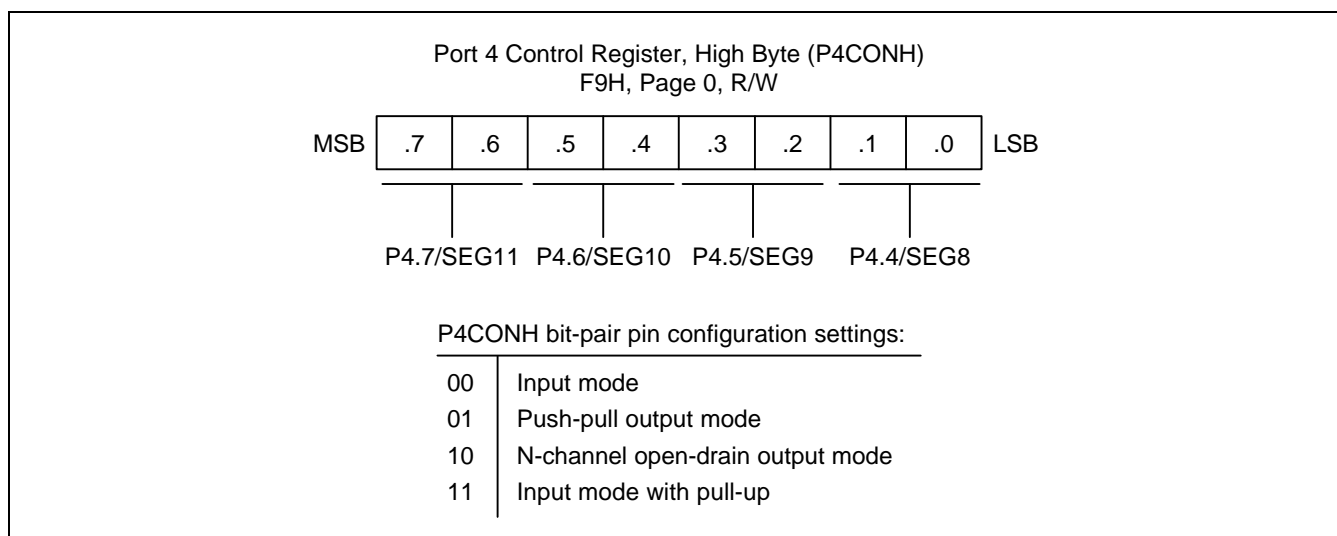 Port 4 Control Register, High Byte (P4CONH)
F9H, Page 0, R/W
MSB .7 .6 .5 .4 .3 .2 .1 .0 LSB
P4.7/SEG11 P4.6/SEG10 P4.5/SEG9 P4.4/SEG8
P4CONH bit-pair pin configuration settings:
00 Input mode
01 Push-pull output mode
10 N-channel open-drain output mode
11 Input mode with pull-up